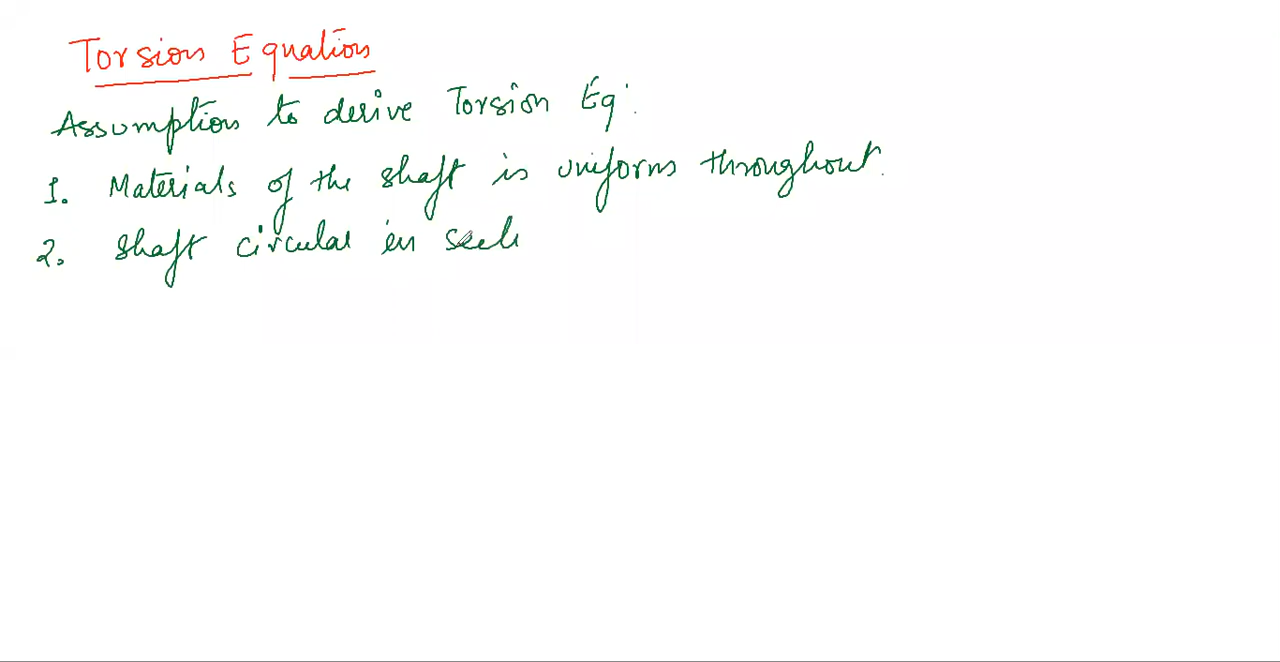 Torsion Equation
Assumption to derive Torsion Eq.
1. Materials of the shaft is uniform throughout.
2. Shaft circular in